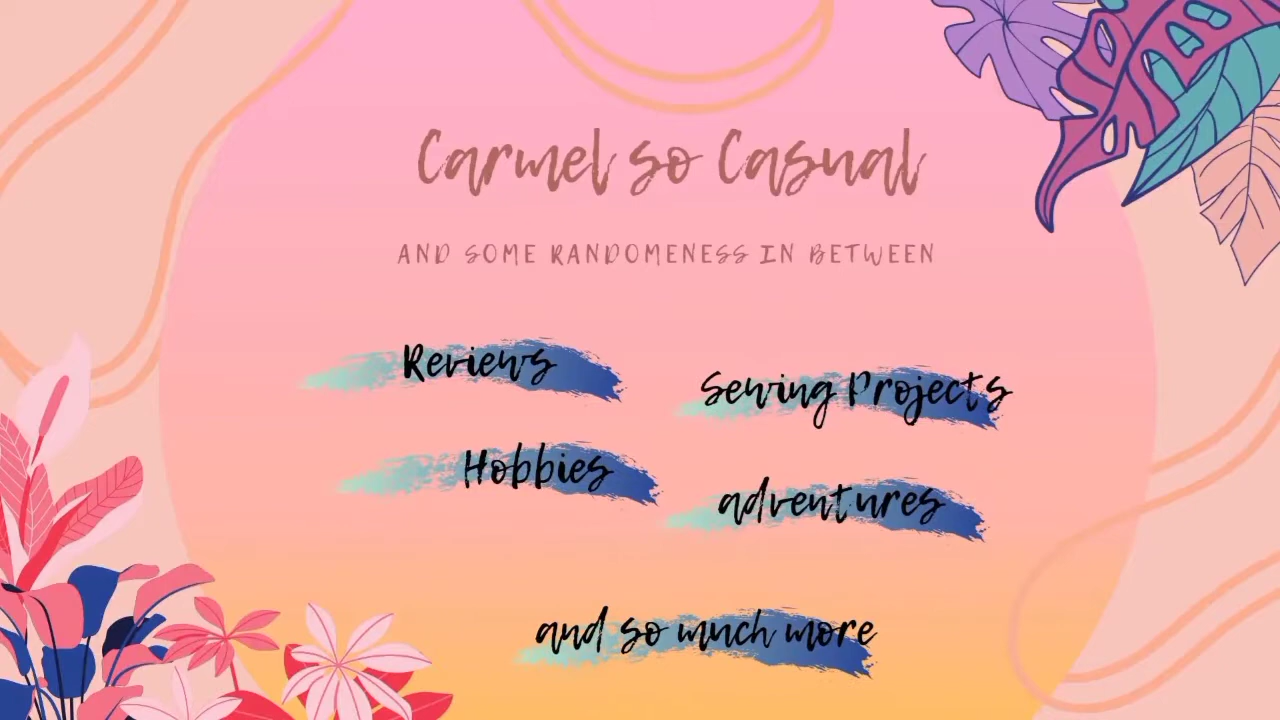 Carmel so Casual
AND SOME RANDOMENESS IN BETWEEN
Reviews
Sewing Projects
Hobbies
adventures
and so much more